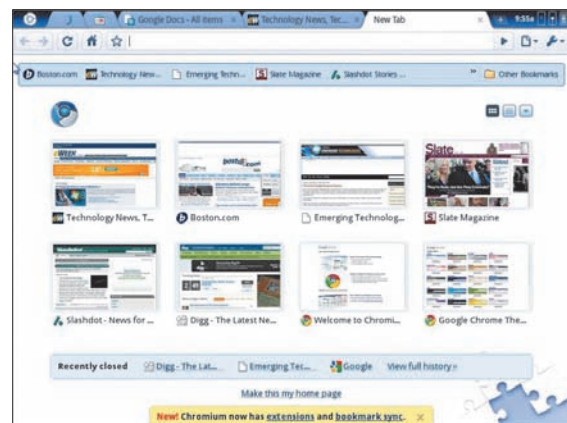 Google Docs - All items
Technology News, Tec...
New Tab
9:55a
Boston.com
Technology New...
Emerging Techn...
Slate Magazine
Slashdot Stories ...
Other Bookmarks
Technology News, T...
Boston.com
Emerging Technolog...
Slate Magazine
Slashdot - News for ...
Digg - The Latest Ne...
Welcome to Chromi...
Google Chrome The...
Recently closed
Digg - The Lat...
Emerging Tec...
Google
View full history »
Make this my home page
New! Chromium now has extensions and bookmark sync.